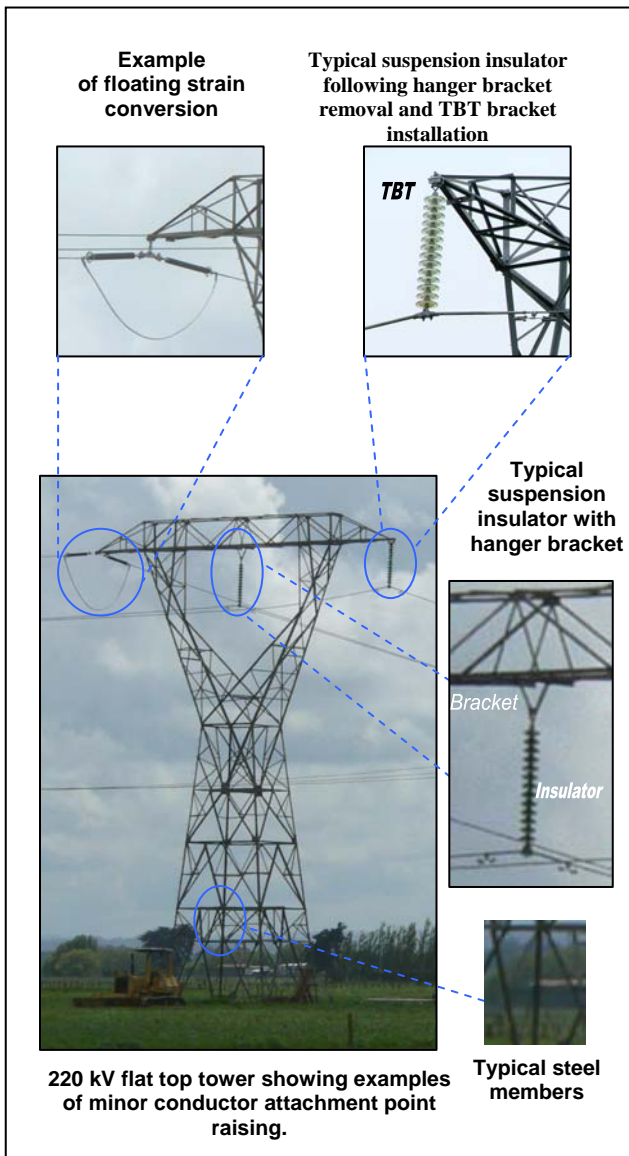 Example
of floating strain
conversion
Typical suspension insulator
following hanger bracket
removal and TBT bracket
installation
TBT
Typical
suspension
insulator with
hanger bracket
Bracket
Insulator
220 kV flat top tower showing examples
of minor conductor attachment point
raising.
Typical steel
members